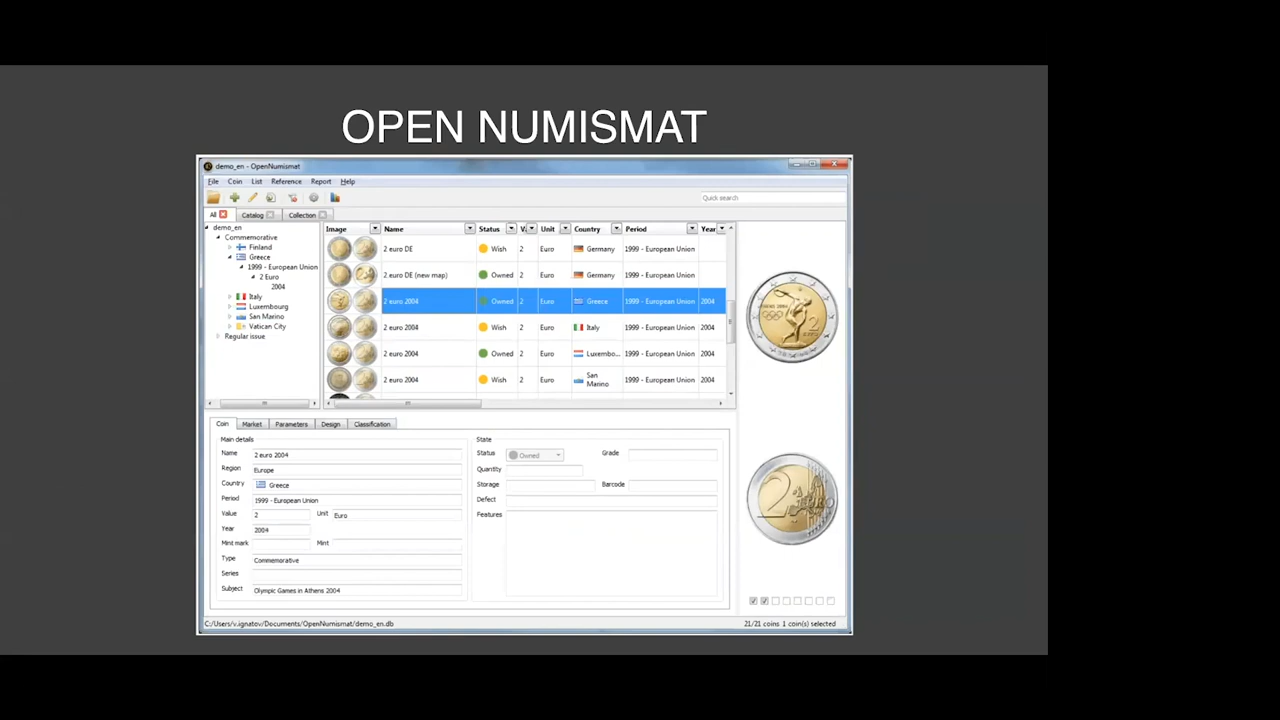 OPEN NUMISMAT
demo_en - OpenNumismat
File Coin List Reference Report Help
Quick search
All Catalog Collection
demo_en
Commemorative
Finland
Greece
1999 - European Union
2 Euro
2004
Italy
Luxembourg
San Marino
Vatican City
Regular issue
Image Name Status V Unit Country Period Year
2 euro DE Wish 2 Euro Germany 1999 - European Union
2 euro DE (new map) Owned 2 Euro Germany 1999 - European Union
2 euro 2004 Owned 2 Euro Greece 1999 - European Union 2004
2 euro 2004 Wish 2 Euro Italy 1999 - European Union 2004
2 euro 2004 Owned 2 Euro Luxembo... 1999 - European Union 2004
2 euro 2004 Wish 2 Euro San Marino 1999 - European Union 2004
Coin Market Parameters Design Classification
Main details
Name 2 euro 2004
Region Europe
Country Greece
Period 1999 - European Union
Value 2 Unit Euro
Year 2004
Mint mark Mint
Type Commemorative
Series
Subject Olympic Games in Athens 2004
State
Status Owned Grade
Quantity
Storage Barcode
Defect
Features
2
2 EURO
C:/Users/v.ignatov/Documents/OpenNumismat/demo_en.db
21/21 coins 1 coin(s) selected